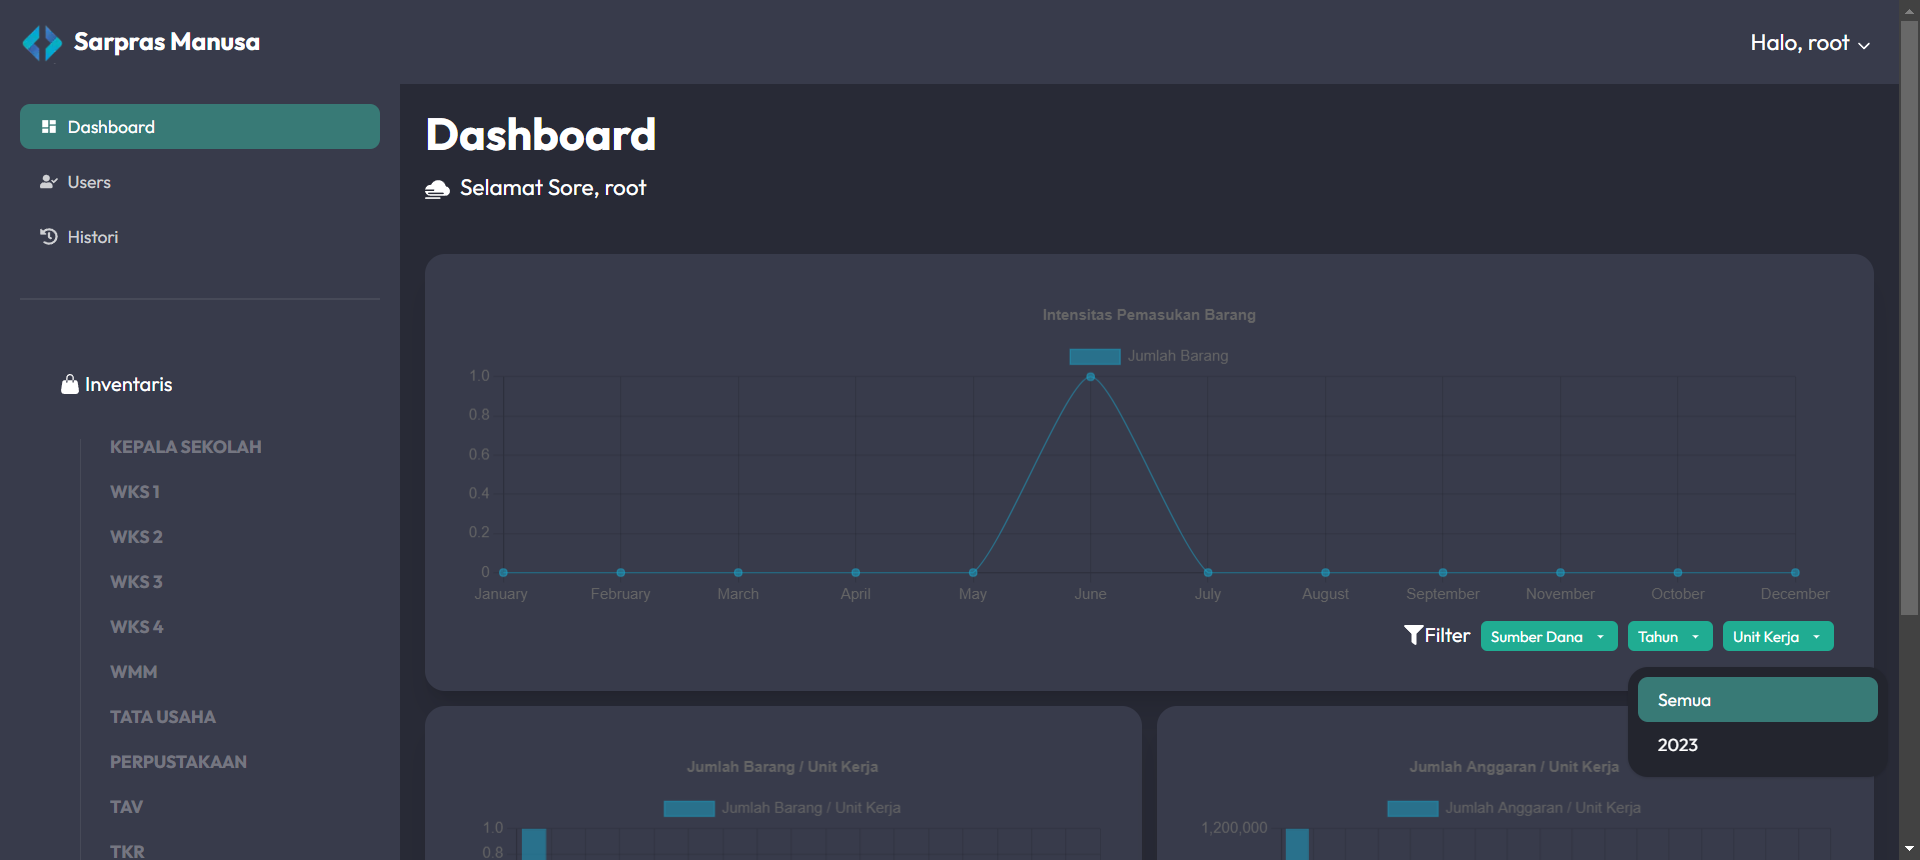 Sarpras Manusa
Halo, root
Dashboard
Users
Histori
Inventaris
KEPALA SEKOLAH
WKS 1
WKS 2
WKS 3
WKS 4
WMM
TATA USAHA
PERPUSTAKAAN
TAV
TKR
Dashboard
Selamat Sore, root
Intensitas Pemasukan Barang
Jumlah Barang
1.0
0.8
0.6
0.4
0.2
0
January February March April May June July August September November October December
Filter Sumber Dana Tahun Unit Kerja
Semua
2023
Jumlah Barang / Unit Kerja
Jumlah Barang / Unit Kerja
1.0
0.8
Jumlah Anggaran / Unit Kerja
Jumlah Anggaran / Unit Kerja
1,200,000